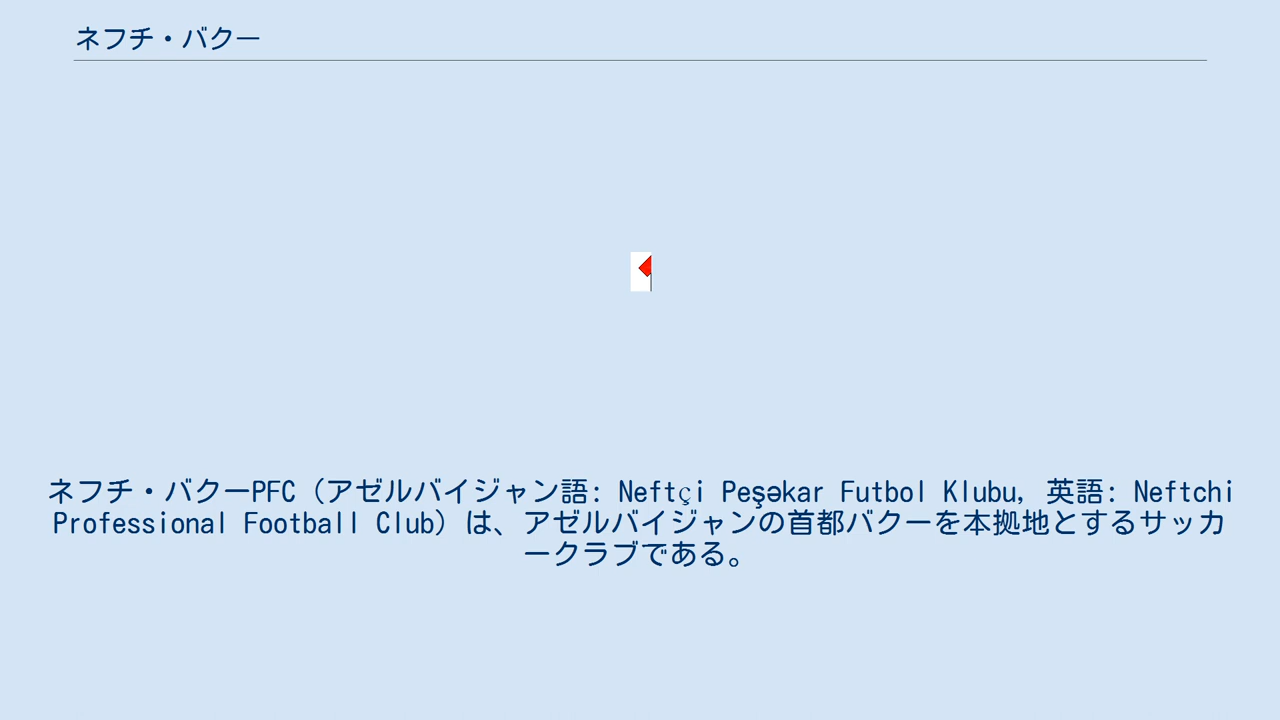 ネフチ・バクー
ネフチ・バクーPFC（アゼルバイジャン語: Neftçi Peşəkar Futbol Klubu, 英語: Neftchi
Professional Football Club）は、アゼルバイジャンの首都バクーを本拠地とするサッカ
ークラブである。